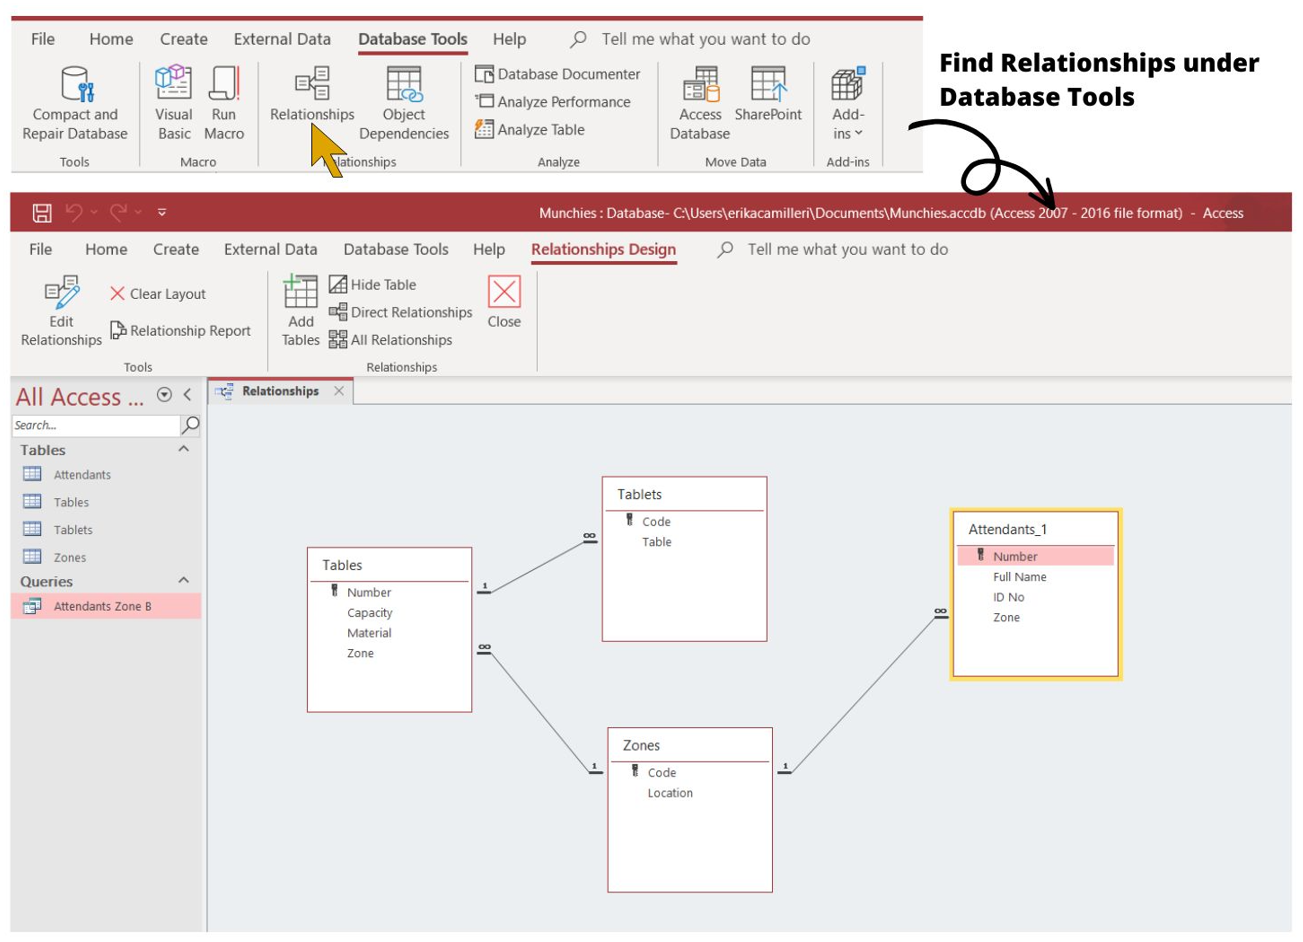 File Home Create External Data Database Tools Help Tell me what you want to do
Compact and Repair Database
Visual Basic
Run Macro
Relationships
Object Dependencies
Database Documenter
Analyze Performance
Analyze Table
Access Database
SharePoint
Add-ins
Tools Macro Relationships Analyze Move Data Add-ins
Find Relationships under
Database Tools
Munchies : Database- C:\Users\erikacamilleri\Documents\Munchies.accdb (Access 2007 - 2016 file format) - Access
File Home Create External Data Database Tools Help Relationships Design Tell me what you want to do
Edit Relationships
Clear Layout
Relationship Report
Add Tables
Hide Table
Direct Relationships
All Relationships
Close
Tools Relationships
All Access ...
Search...
Tables
Attendants
Tables
Tablets
Zones
Queries
Attendants Zone B
Relationships
Tables
Number
Capacity
Material
Zone
1
∞
Tablets
Code
Table
∞
Zones
Code
Location
1
1
Attendants_1
Number
Full Name
ID No
Zone
∞